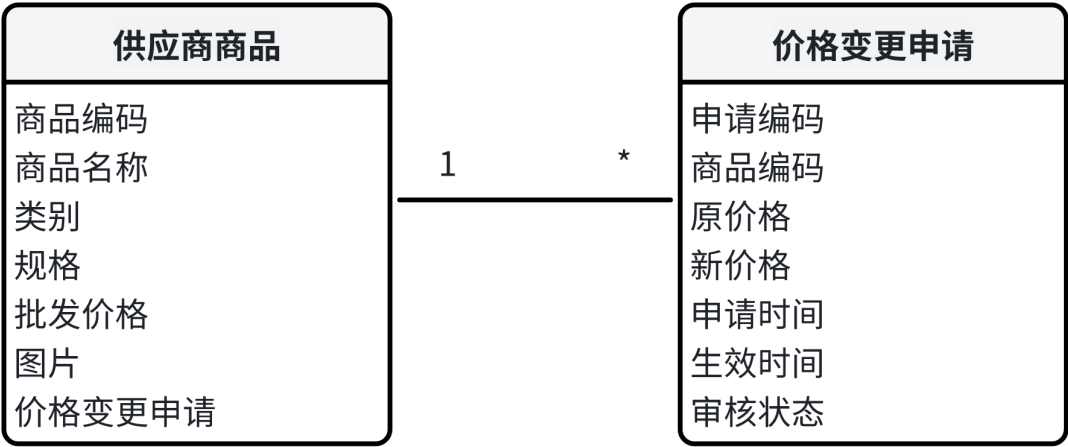 供应商商品
商品编码
商品名称
类别
规格
批发价格
图片
价格变更申请
1
*
价格变更申请
申请编码
商品编码
原价格
新价格
申请时间
生效时间
审核状态